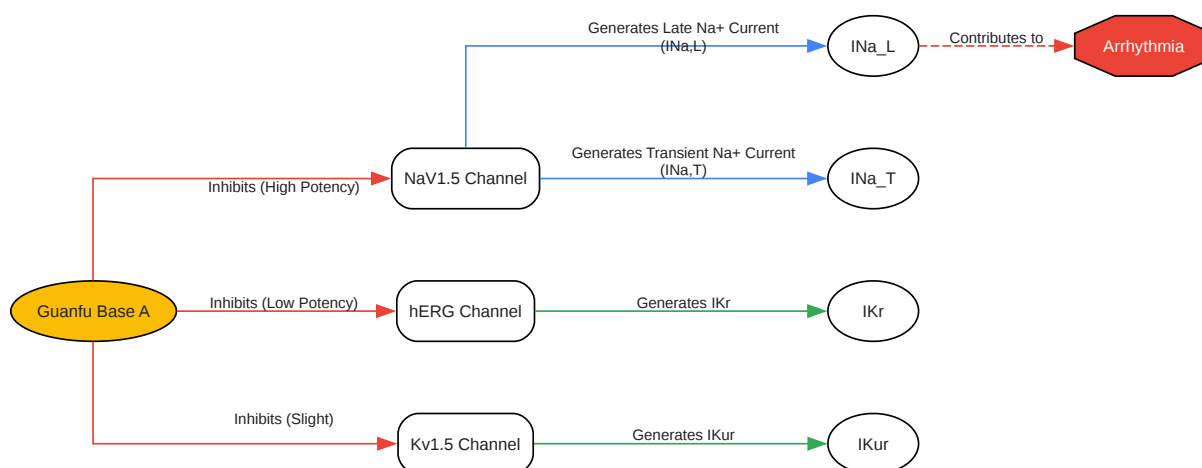 Generates Late Na+ Current
(INa,L)
INa_L
Contributes to
Arrhythmia
Generates Transient Na+ Current
(INa,T)
NaV1.5 Channel
INa_T
Inhibits (High Potency)
Guanfu Base A
Inhibits (Low Potency)
hERG Channel
Generates IKr
IKr
Inhibits (Slight)
Kv1.5 Channel
Generates IKur
IKur